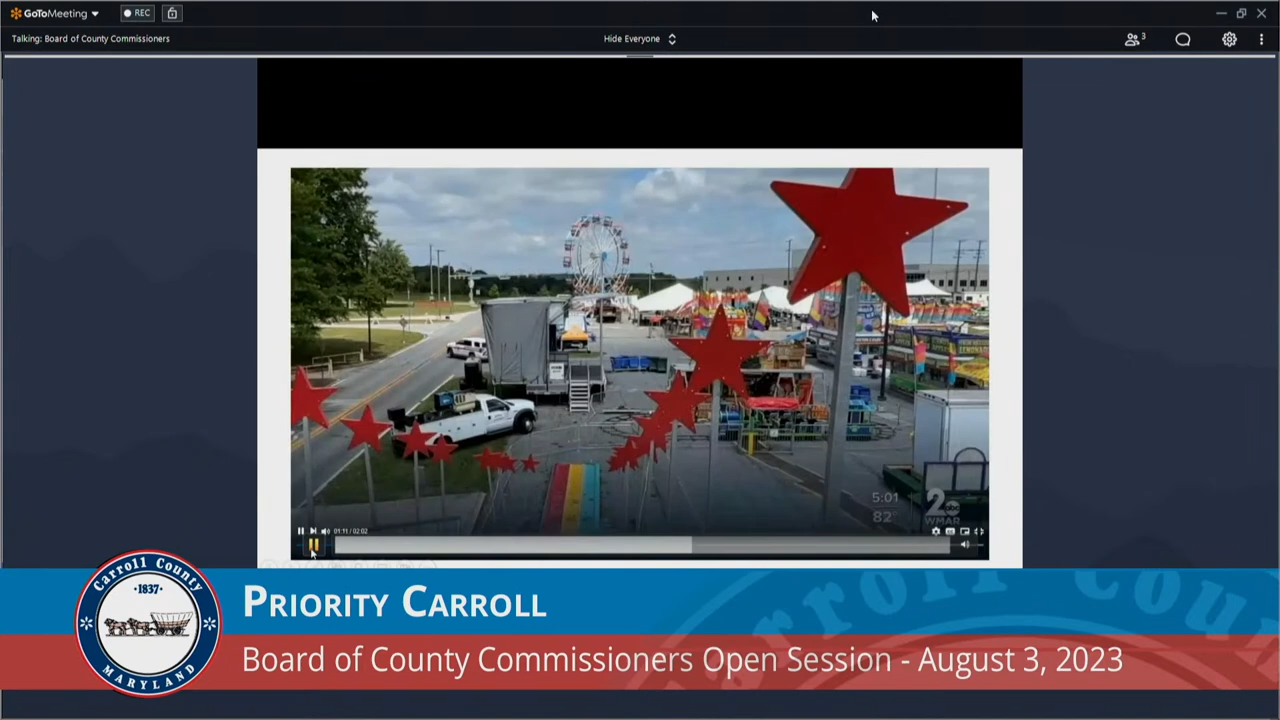 GoToMeeting
REC
Talking: Board of County Commissioners
Hide Everyone
3
5:01
82°
2
abc
WMAR
01:11 / 02:02
Carroll County
·1837·
MARYLAND
PRIORITY CARROLL
Board of County Commissioners Open Session - August 3, 2023